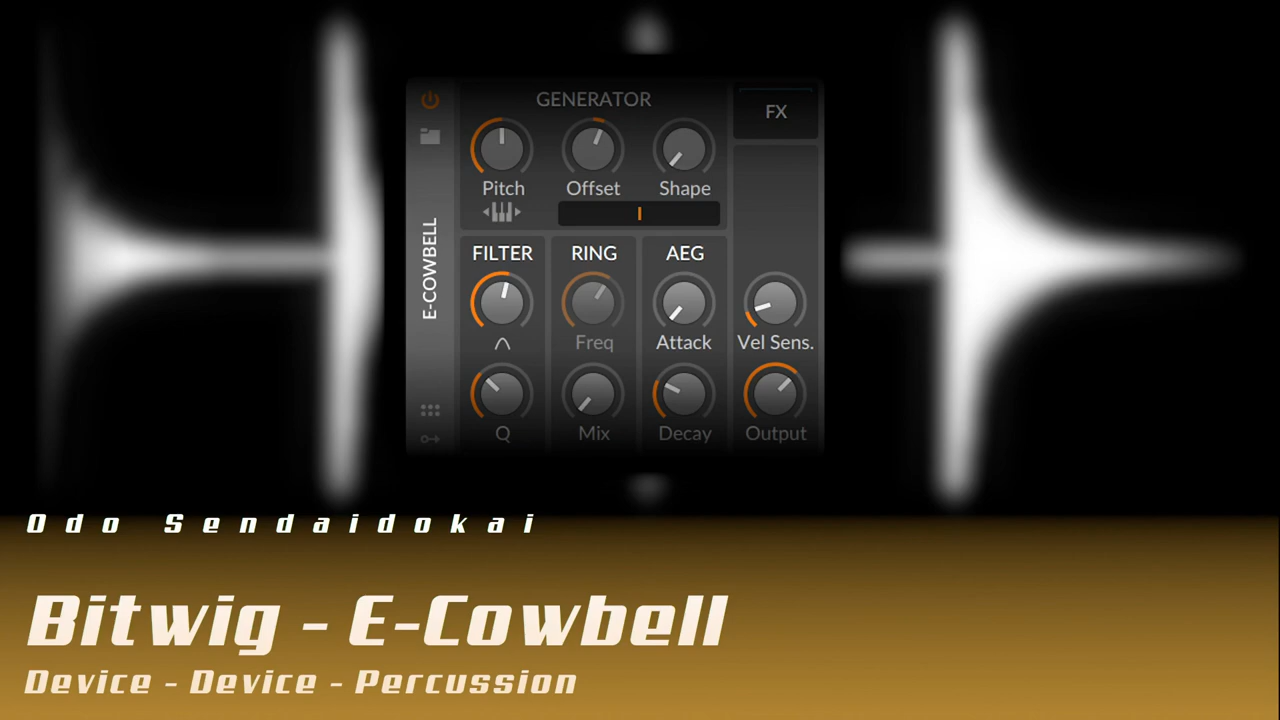 GENERATOR
FX
Pitch Offset Shape
E-COWBELL
FILTER RING AEG
Freq Attack Vel Sens.
Q Mix Decay Output
Odo Sendaidokai
Bitwig - E-Cowbell
Device - Device - Percussion